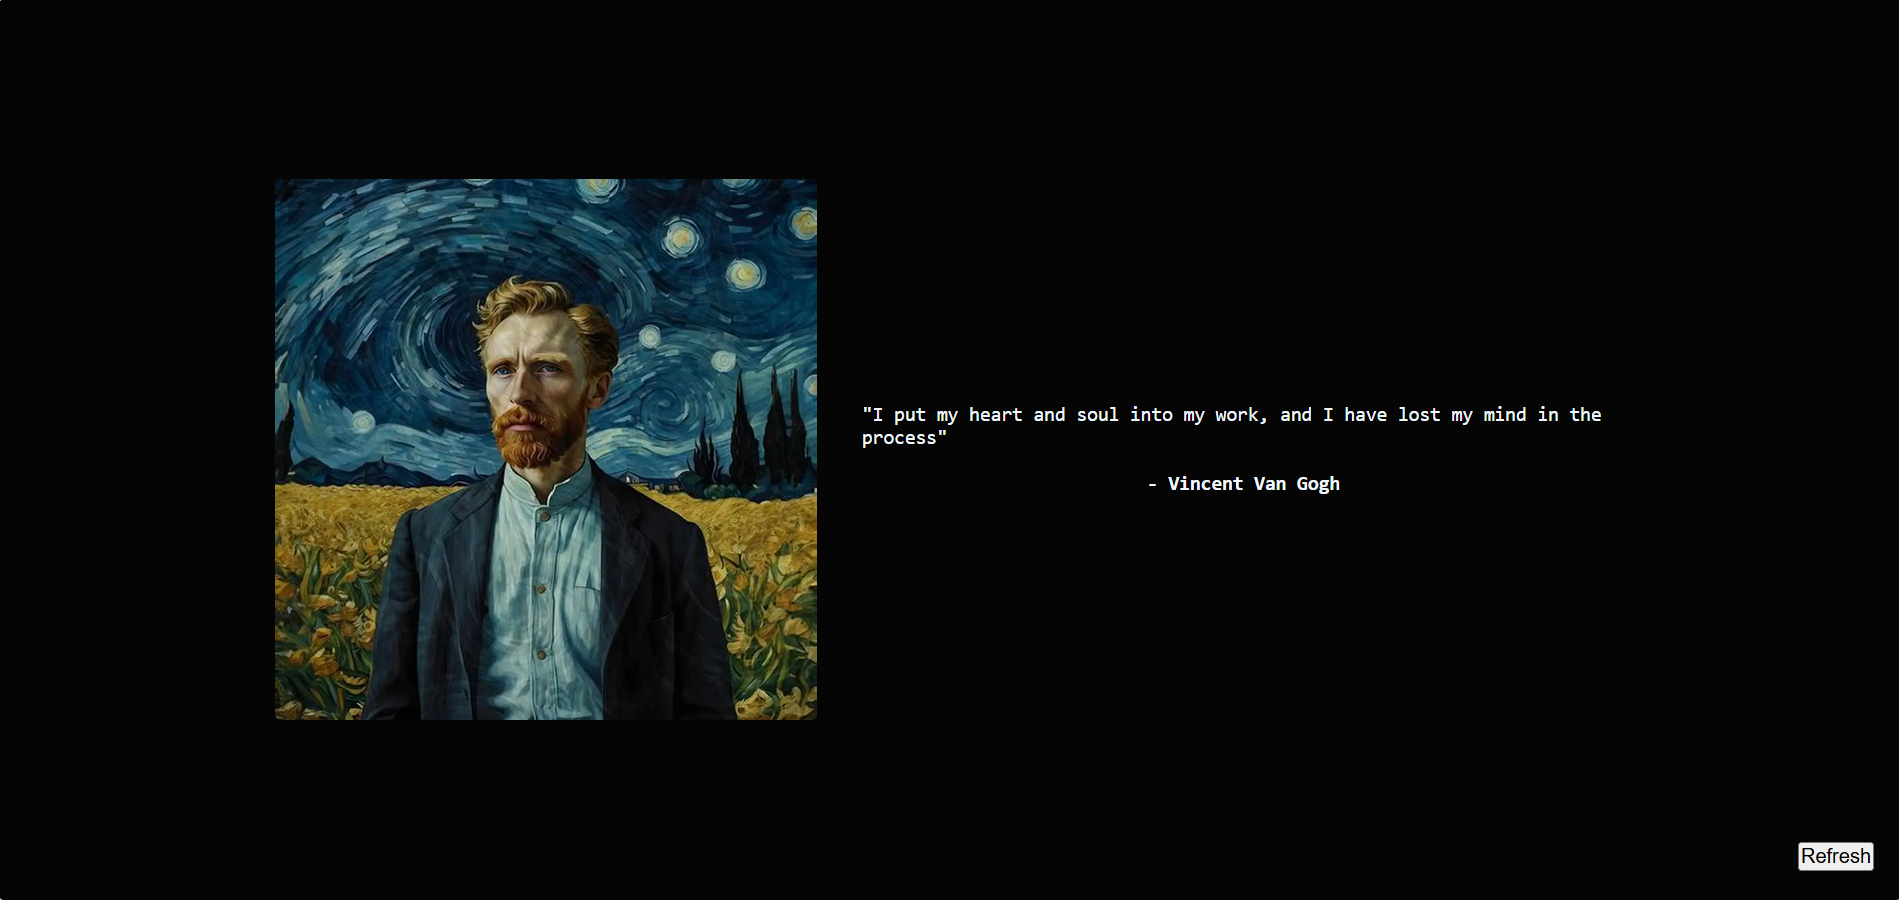 "I put my heart and soul into my work, and I have lost my mind in the
process"
- Vincent Van Gogh
Refresh